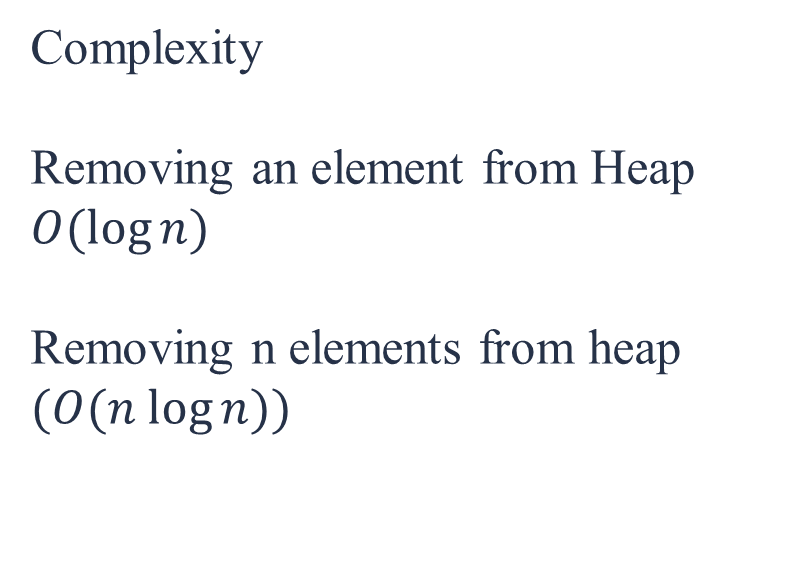 Complexity
Removing an element from Heap
𝑂(log 𝑛)
Removing n elements from heap
(𝑂(𝑛 log 𝑛))